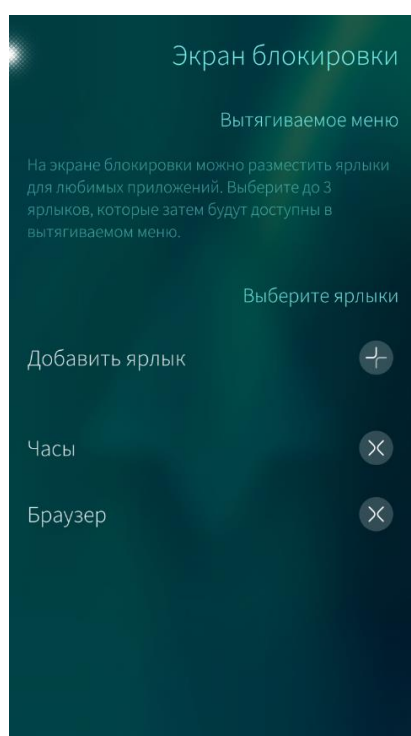 Экран блокировки
Вытягиваемое меню
На экране блокировки можно разместить ярлыки
для любимых приложений. Выберите до 3
ярлыков, которые затем будут доступны в
вытягиваемом меню.
Выберите ярлыки
Добавить ярлык
Часы
Браузер